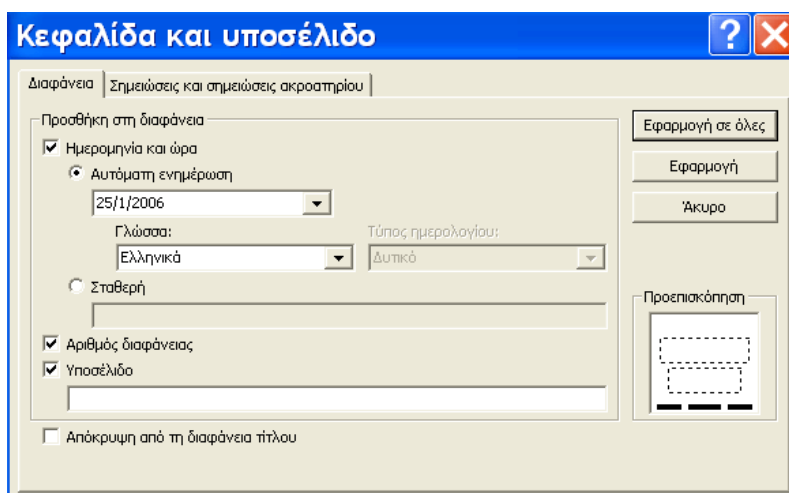 Κεφαλίδα και υποσέλιδο
Διαφάνεια Σημειώσεις και σημειώσεις ακροατηρίου
Προσθήκη στη διαφάνεια
Ημερομηνία και ώρα
Αυτόματη ενημέρωση
25/1/2006
Γλώσσα: Τύπος ημερολογίου:
Ελληνικά Δυτικό
Σταθερή
Αριθμός διαφάνειας
Υποσέλιδο
Απόκρυψη από τη διαφάνεια τίτλου
Εφαρμογή σε όλες
Εφαρμογή
Άκυρο
Προεπισκόπηση